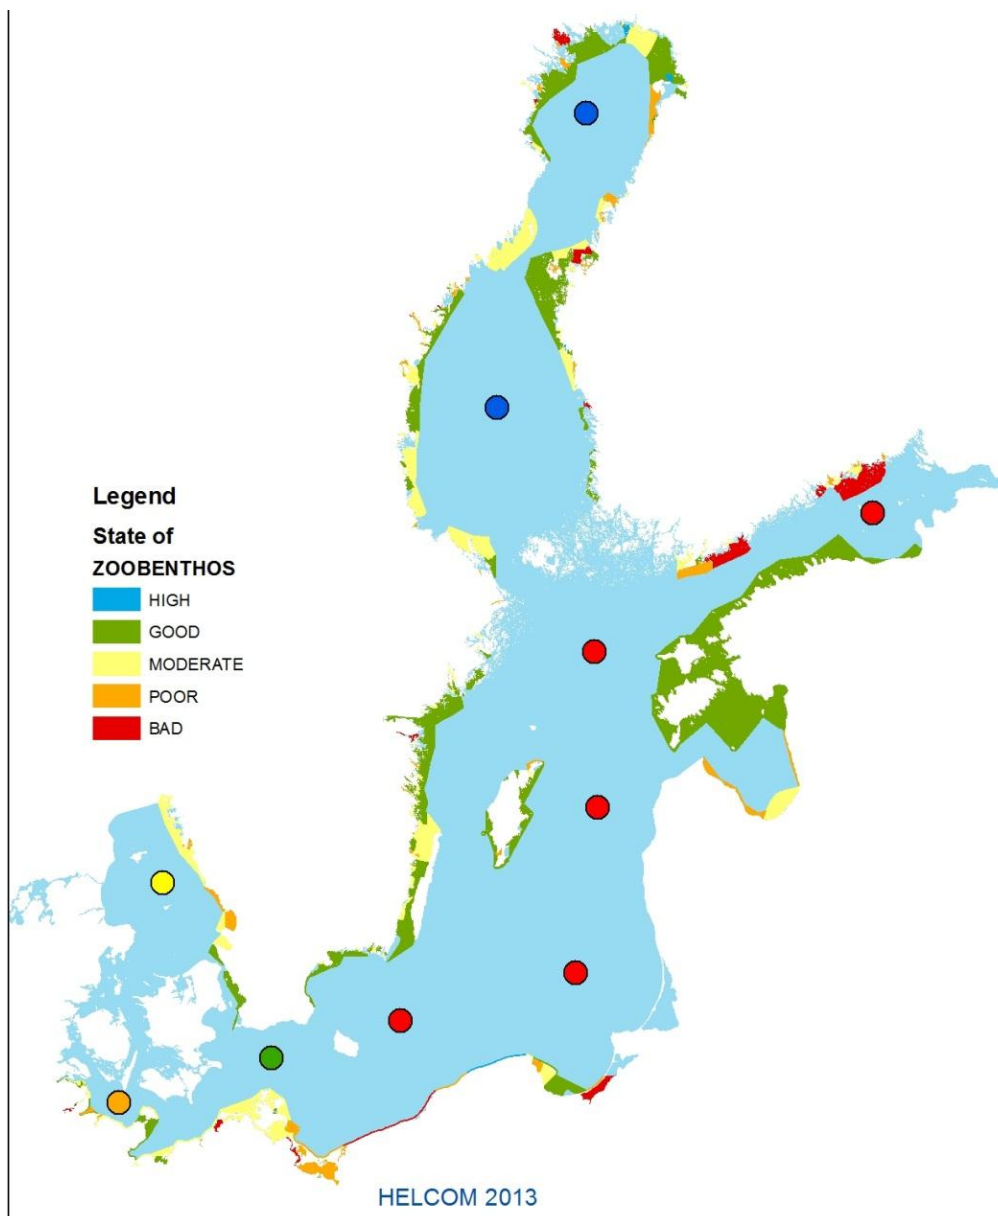 Legend
State of
ZOOBENTHOS
HIGH
GOOD
MODERATE
POOR
BAD
HELCOM 2013